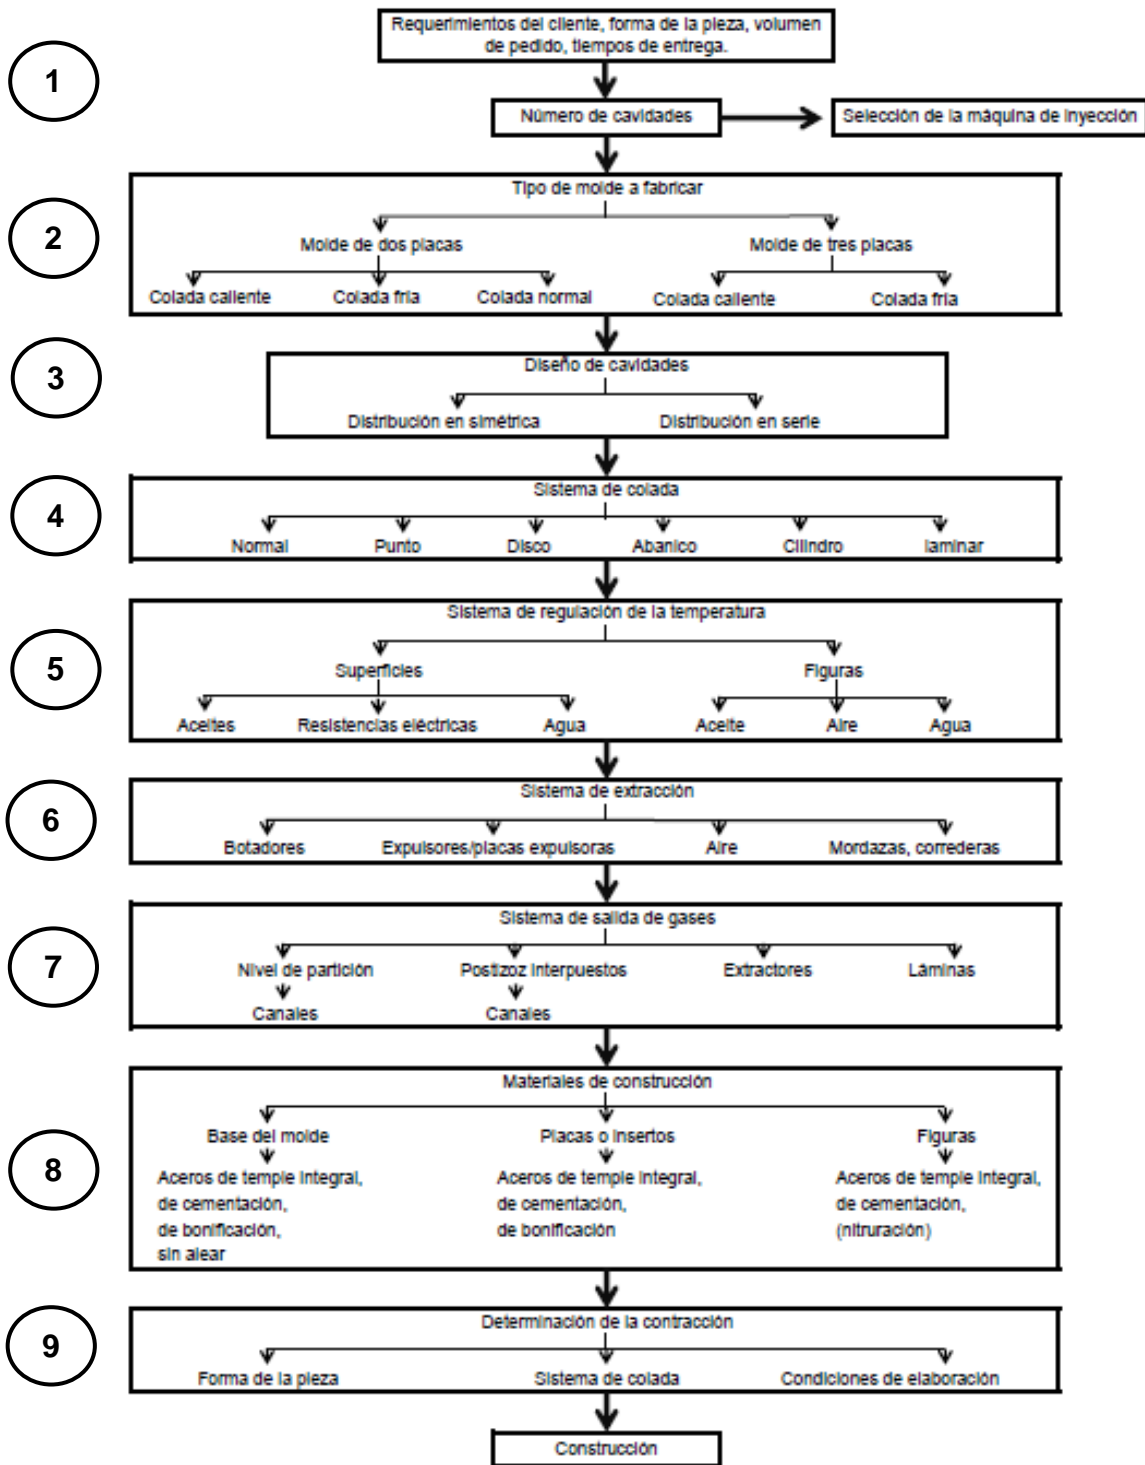 1
Requerimientos del cliente, forma de la pieza, volumen
de pedido, tiempos de entrega.
Número de cavidades
Selección de la máquina de inyección
2
Tipo de molde a fabricar
Molde de dos placas
Molde de tres placas
Colada caliente
Colada fría
Colada normal
Colada caliente
Colada fría
3
Diseño de cavidades
Distribución en simétrica
Distribución en serie
4
Sistema de colada
Normal
Punto
Disco
Abanico
Cilindro
laminar
5
Sistema de regulación de la temperatura
Superficies
Figuras
Aceites
Resistencias eléctricas
Agua
Aceite
Aire
Agua
6
Sistema de extracción
Botadores
Expulsores/placas expulsoras
Aire
Mordazas, correderas
7
Sistema de salida de gases
Nivel de partición
Postizoz interpuestos
Extractores
Láminas
Canales
Canales
8
Materiales de construcción
Base del molde
Placas o insertos
Figuras
Aceros de temple integral,
de cementación,
de bonificación,
sin alear
Aceros de temple integral,
de cementación,
de bonificación
Aceros de temple integral,
de cementación,
(nitruración)
9
Determinación de la contracción
Forma de la pieza
Sistema de colada
Condiciones de elaboración
Construcción